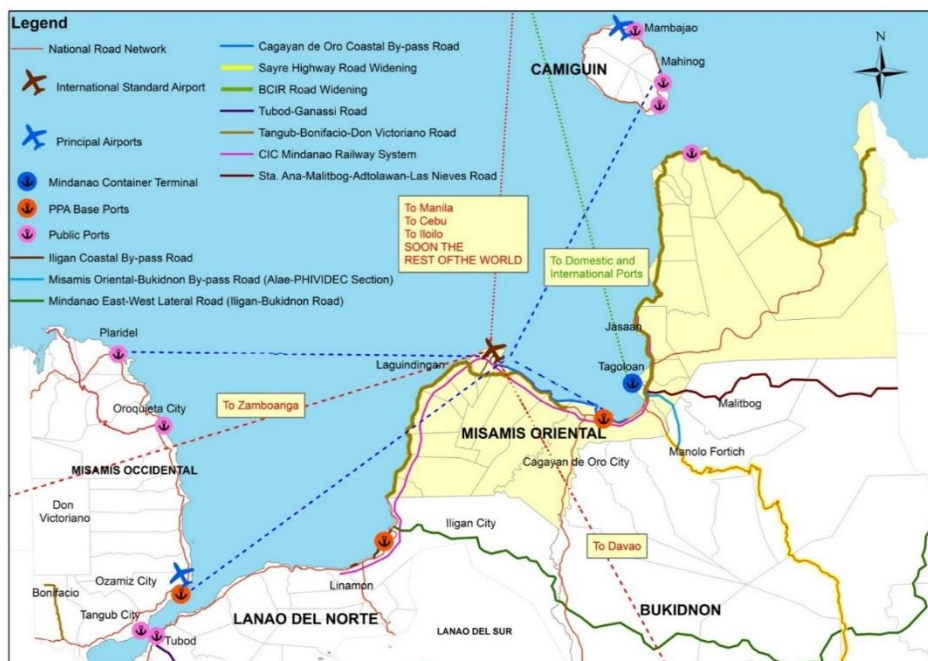 Legend
National Road Network
International Standard Airport
Principal Airports
Mindanao Container Terminal
PPA Base Ports
Public Ports
Iligan Coastal By-pass Road
Misamis Oriental-Bukidnon By-pass Road (Alae-PHIVIDEC Section)
Mindanao East-West Lateral Road (Iligan-Bukidnon Road)
Cagayan de Oro Coastal By-pass Road
Sayre Highway Road Widening
BCIR Road Widening
Tubod-Ganassi Road
Tangub-Bonifacio-Don Victoriano Road
CIC Mindanao Railway System
Sta. Ana-Malitbog-Adtolawan-Las Nieves Road
Mambajao
CAMIGUIN
Mahinog
N
To Manila
To Cebu
To Iloilo
SOON THE
REST OFTHE WORLD
To Domestic and
International Ports
Plaridel
Laguindingan
Jasaan
Tagoloan
Oroquieta City
To Zamboanga
Malitbog
MISAMIS ORIENTAL
MISAMIS OCCIDENTAL
Cagayan de Oro City
Manolo Fortich
Don
Victoriano
Iligan City
To Davao
Ozamiz City
Bonifacio
Linamon
Tangub City
Tubod
LANAO DEL NORTE
LANAO DEL SUR
BUKIDNON